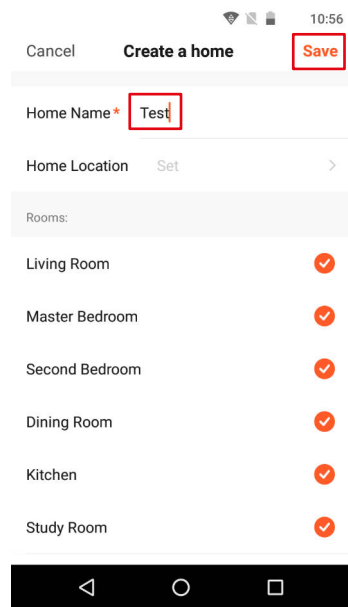 10:56
Cancel Create a home Save
Home Name* Test
Home Location Set
Rooms:
Living Room
Master Bedroom
Second Bedroom
Dining Room
Kitchen
Study Room